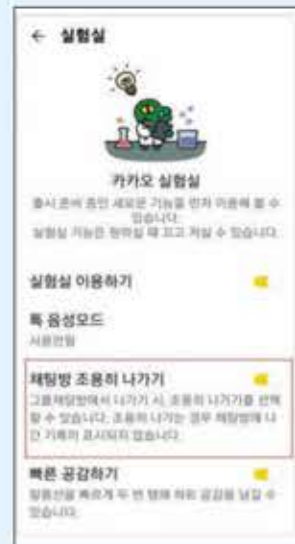 ← 실험실
카카오 실험실
출시 준비 중인 새로운 기능을 먼저 이용해 볼 수
있습니다.
실험실 기능은 원하실 때 끄고 켜실 수 있습니다.
실험실 이용하기
톡 음성모드
사용안함
채팅방 조용히 나가기
그룹채팅방에서 나가기 시, 조용히 나가기를 선택
할 수 있습니다. 조용히 나가는 경우 채팅방에 나
간 기록이 표시되지 않습니다.
빠른 공감하기
말풍선을 빠르게 두 번 탭해 하트 공감을 남길 수
있습니다.